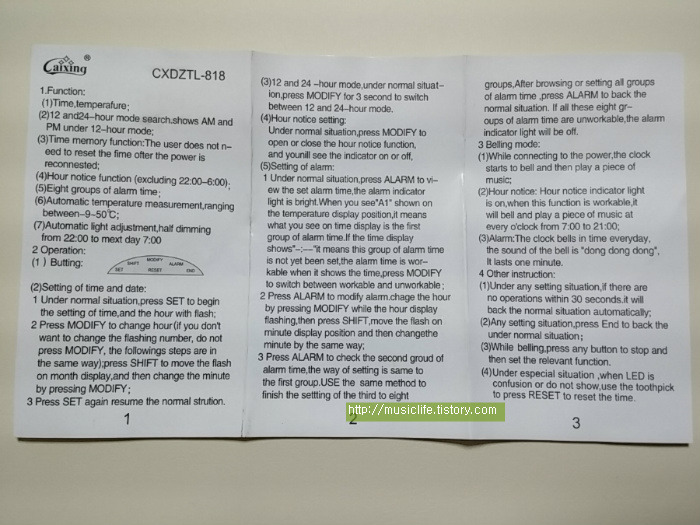 Caixing ®
CXDZTL-818
1.Function:
(1)Time,temperafure;
(2)12 and24-hour mode search.shows AM and
PM under 12-hour mode;
(3)Time memory function:The user does not n-
eed to reset the fime ofter the power is
reconnested;
(4)Hour notice function (excluding 22:00-6:00);
(5)Eight groups of alarm time;
(6)Automatic temperature measurement,ranging
between-9~50℃;
(7)Automatic light adjustment,half dimming
from 22:00 to mext day 7:00
2 Operation:
(1) Butting:
SET SHIFT MODIFY RESET ALARM END
(2)Setting of time and date:
1 Under normal situation,press SET to begin
the setting of time,and the hour with flash;
2 Press MODIFY to change hour(if you don't
want to change the flashing number, do not
press MODIFY, the followings steps are in
the same way);press SHIFT to move the flash
on month display,and then change the minute
by pressing MODIFY;
3 Press SET again resume the normal strution.
1
(3)12 and 24 -hour mode,under normal situat-
ion,press MODIFY for 3 second to switch
between 12 and 24-hour mode.
(4)Hour notice setting:
Under normal situation,press MODIFY to
open or close the hour notice function,
and younill see the indicator on or off,
(5)Setting of alarm:
1 Under normal situation,press ALARM to vi-
ew the set alarm time,the alarm indicator
light is bright.When you see"A1" shown on
the temperature display position,it means
what you see on time display is the first
group of alarm time.If the time display
shows"-:—"it means this group of alarm time
is not yet been set,the alarm time is wor-
kable when it shows the time,press MODIFY
to switch between workable and unworkable;
2 Press ALARM to modify alarm.chage the hour
by pressing MODIFY while the hour display
flashing,then press SHIFT,move the flash on
minute display position and then changethe
minute by the same way;
3 Press ALARM to check the second groud of
alarm time,the way of setting is same to
the first group.USE the same method to
finish the settting of the third to eight
http://musiclife.tistory.com
2
groups,After browsing or setting all groups
of alarm time ,press ALARM to back the
normal situation. If all these eight gr-
oups of alarm time are unworkable,the alarm
indicator light will be off.
3 Belling mode:
(1)While connecting to the power,the clock
starts to bell and then play a piece of
music;
(2)Hour notice: Hour notice indicator light
is on,when this function is workable,it
will bell and play a piece of music at
every o'clock from 7:00 to 21:00;
(3)Alarm:The clock bells in time everyday,
the sound of the bell is "dong dong dong",
It lasts one minute.
4 Other instruction:
(1)Under any setting situation,if there are
no operations within 30 seconds.it will
back the normal situation automatically;
(2)Any setting situation,press End to back the
under normal situation;
(3)While belling,press any button to stop and
then set the relevant function.
(4)Under especial situation ,when LED is
confusion or do not show,use the toothpick
to press RESET to reset the time.
3